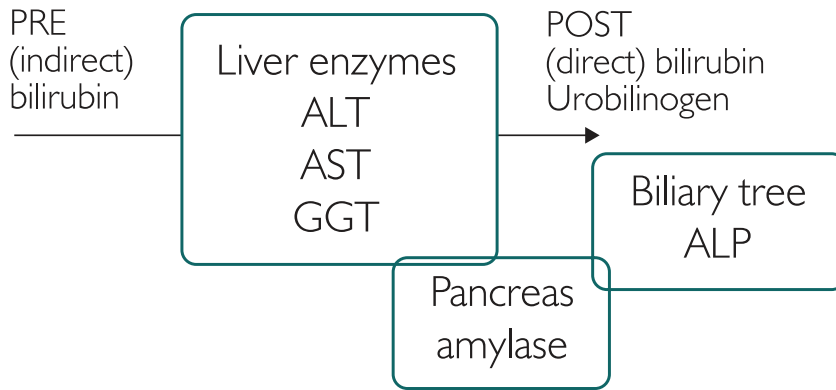 PRE
(indirect)
bilirubin
Liver enzymes
ALT
AST
GGT
POST
(direct) bilirubin
Urobilinogen
Biliary tree
ALP
Pancreas
amylase